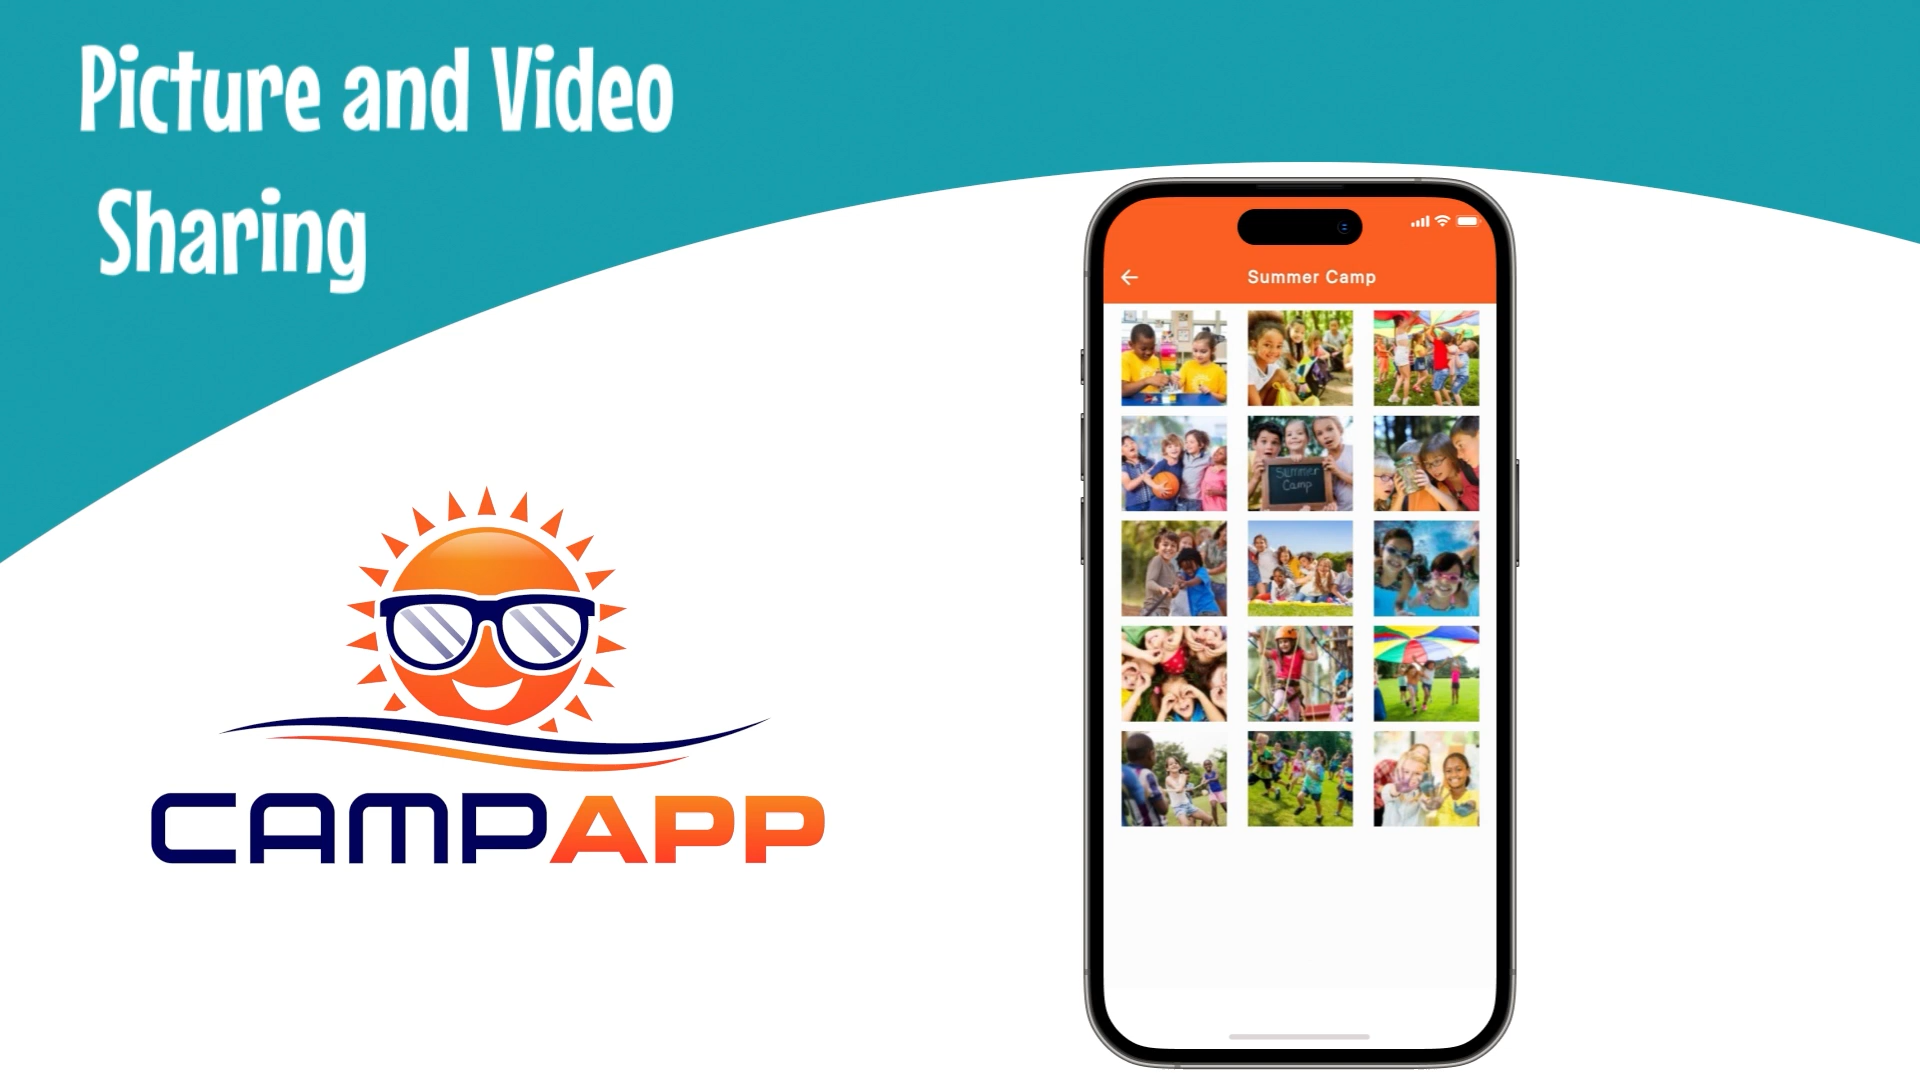 Picture and Video
Sharing
Summer Camp
Summer
Camp
CAMPAPP